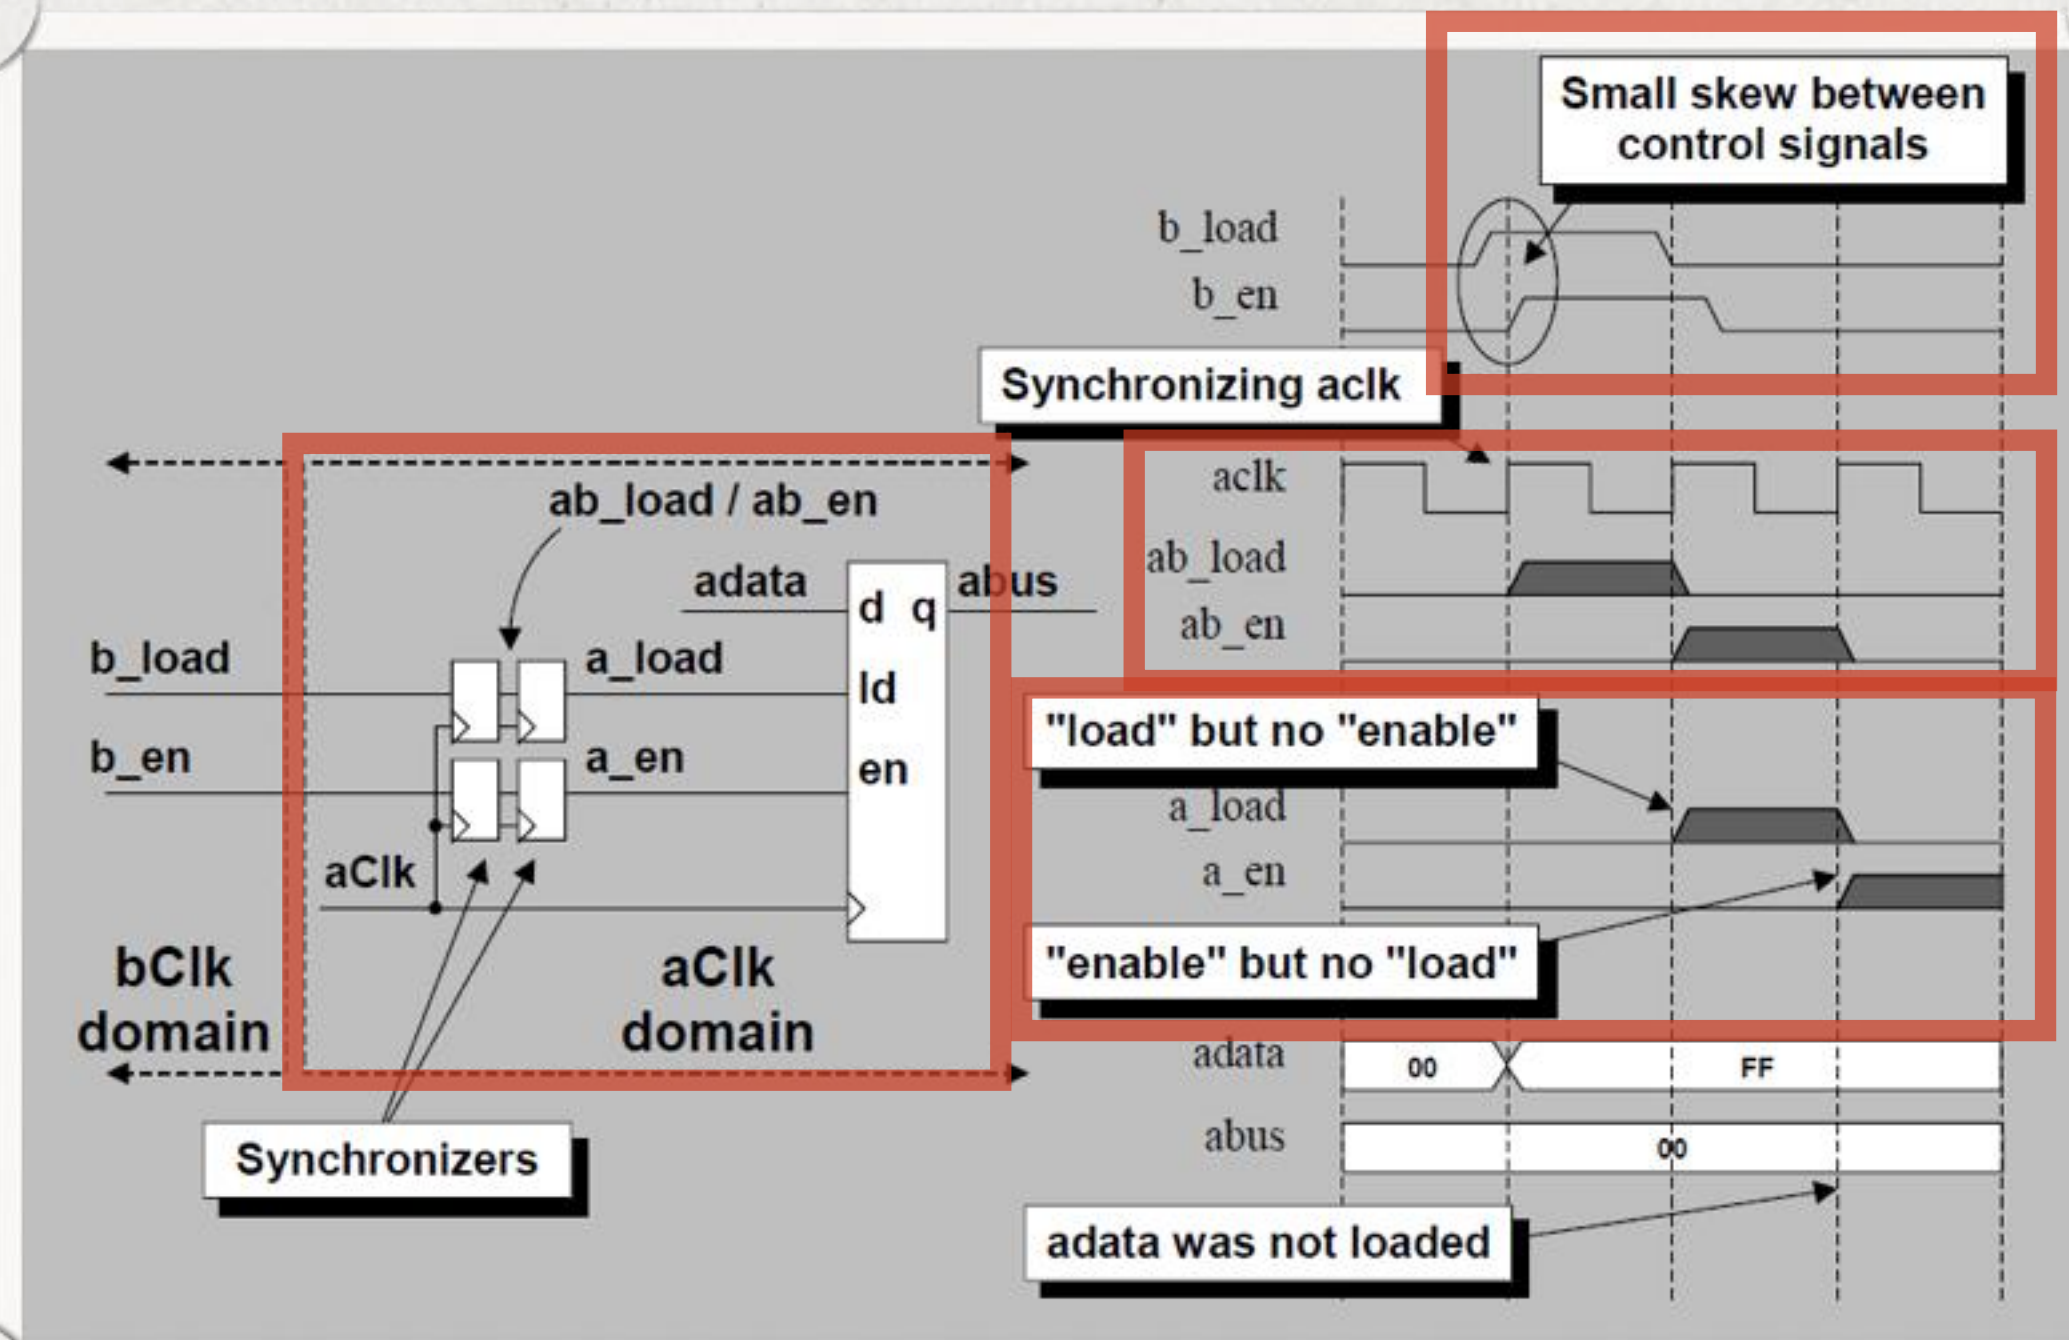 Small skew between
control signals
b_load
b_en
Synchronizing aclk
aclk
ab_load
ab_en
"load" but no "enable"
a_load
a_en
"enable" but no "load"
adata
00
FF
abus
00
adata was not loaded
ab_load / ab_en
adata
abus
d q
b_load
a_load
ld
b_en
a_en
en
aClk
bClk
domain
aClk
domain
Synchronizers